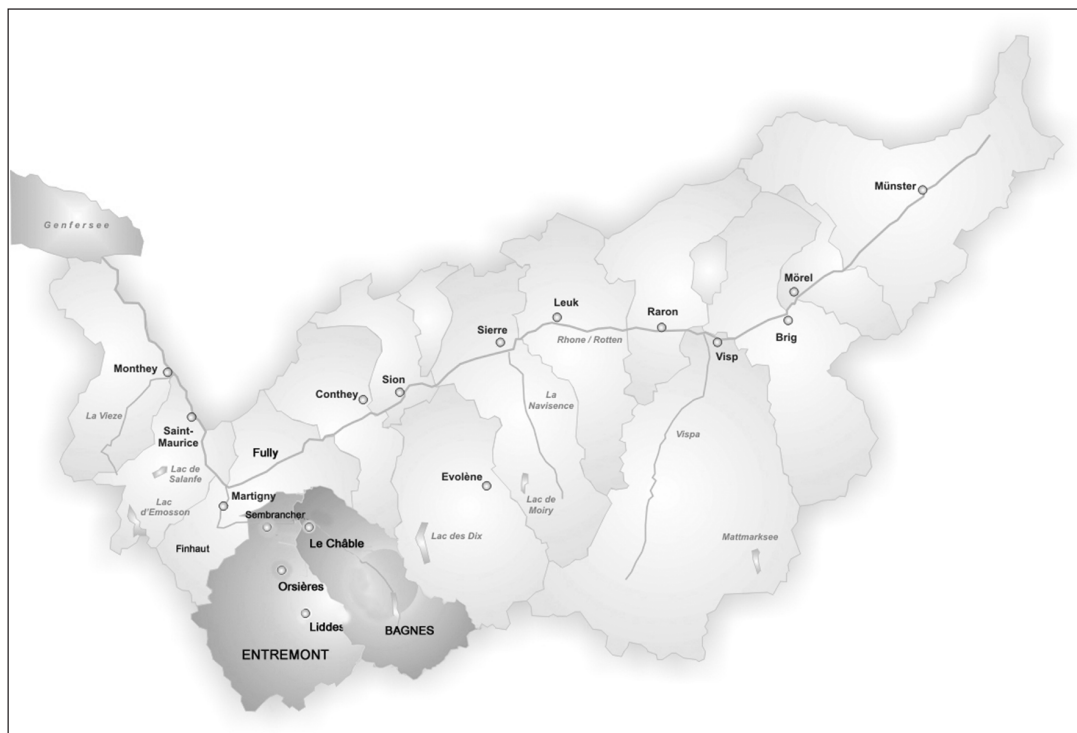 Münster
Genfersee
Mörel
Leuk
Raron
Sierre
Rhone / Rotten
Brig
Visp
Monthey
Sion
Conthey
La
Navisence
La Vieze
Saint-
Maurice
Vispa
Fully
Lac de
Salanfe
Evolène
Martigny
Lac
d'Emosson
Lac de
Moiry
Sembrancher
Lac des Dix
Mattmarksee
Le Châble
Finhaut
Orsières
Liddes
BAGNES
ENTREMONT